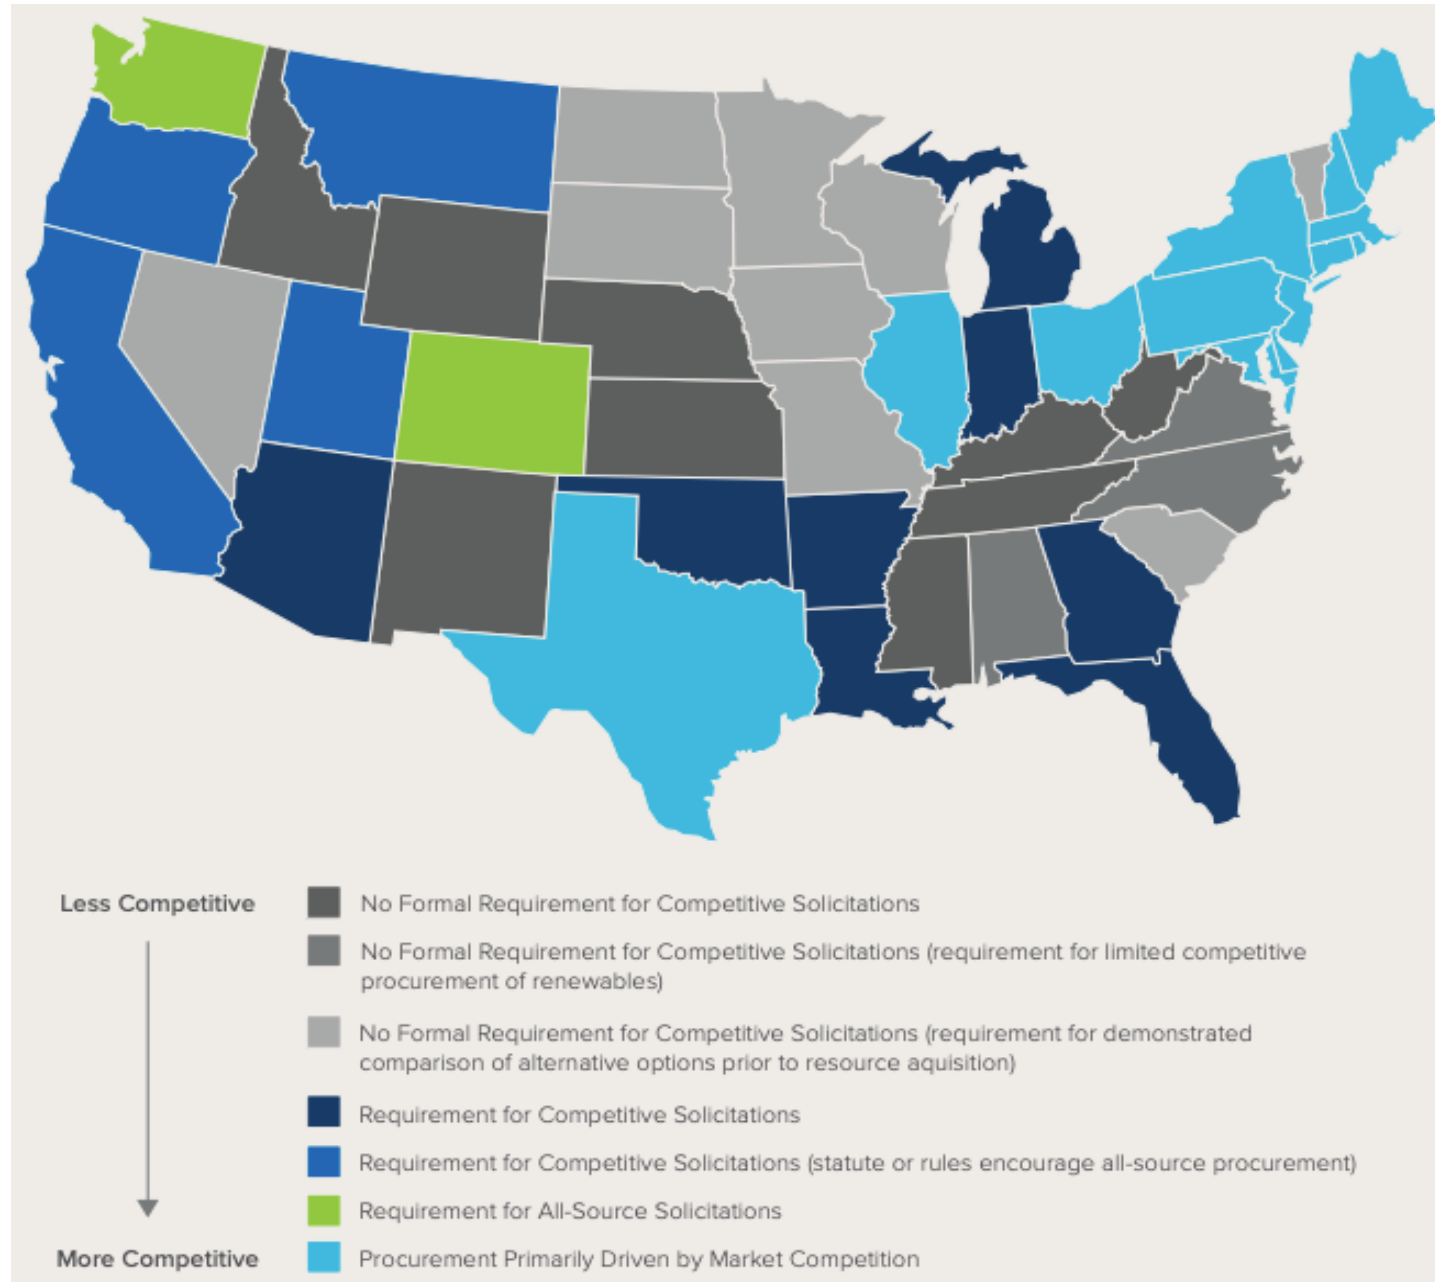 Less Competitive
No Formal Requirement for Competitive Solicitations
No Formal Requirement for Competitive Solicitations (requirement for limited competitive
procurement of renewables)
No Formal Requirement for Competitive Solicitations (requirement for demonstrated
comparison of alternative options prior to resource aquisition)
Requirement for Competitive Solicitations
Requirement for Competitive Solicitations (statute or rules encourage all-source procurement)
Requirement for All-Source Solicitations
More Competitive
Procurement Primarily Driven by Market Competition